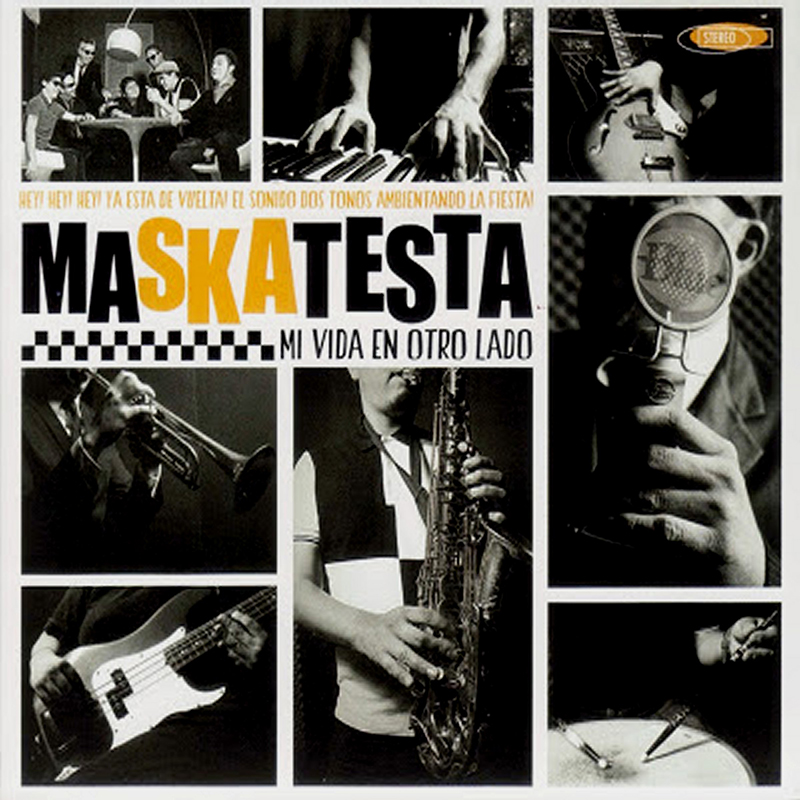 STEREO
HEY! HEY! HEY! YA ESTA DE VUELTA! EL SONIDO DOS TONOS AMBIENTANDO LA FIESTA!
MASKATESTA
MI VIDA EN OTRO LADO